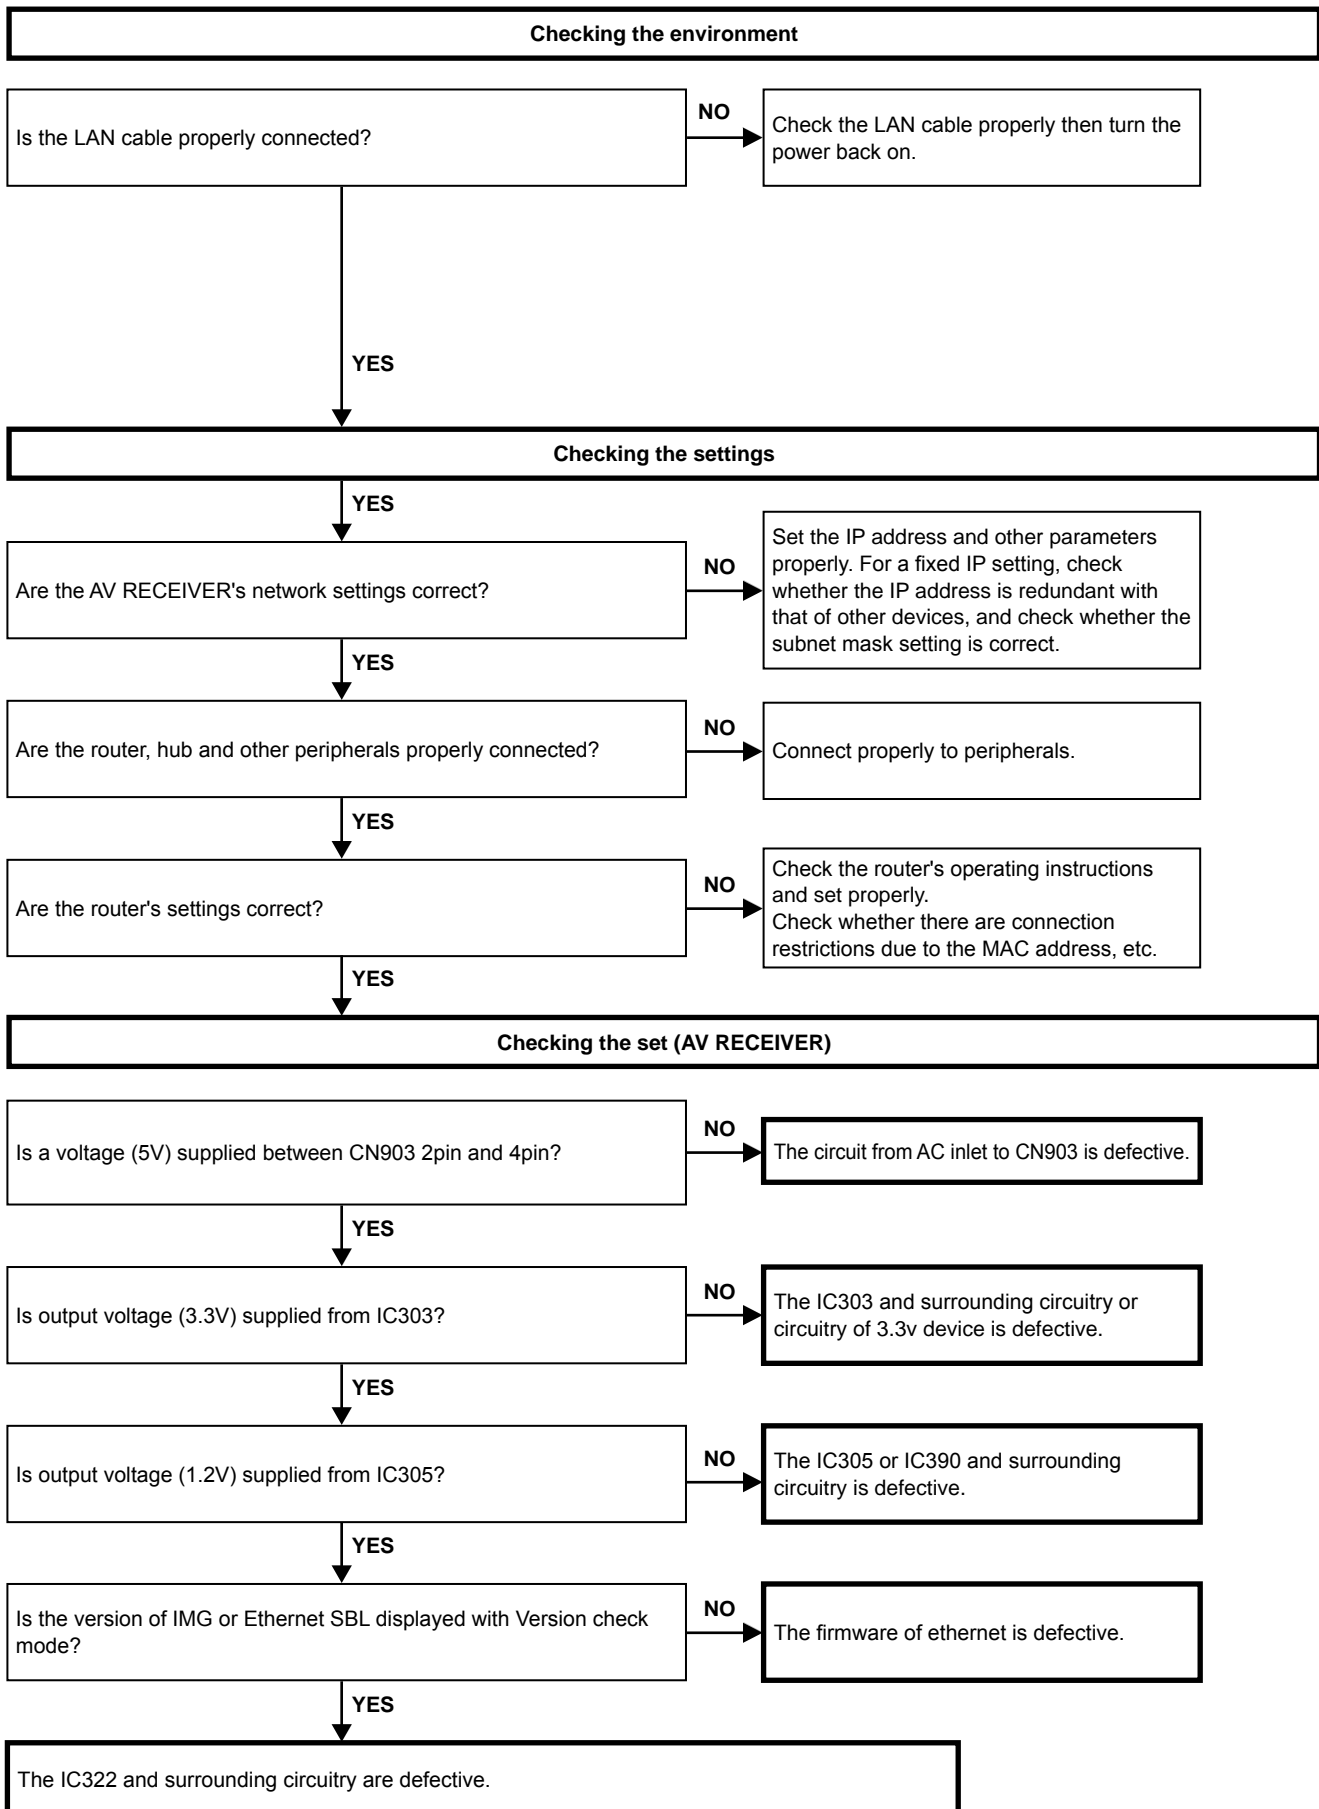 Checking the environment
Is the LAN cable properly connected?
NO
Check the LAN cable properly then turn the
power back on.
YES
Checking the settings
YES
Are the AV RECEIVER's network settings correct?
NO
Set the IP address and other parameters
properly. For a fixed IP setting, check
whether the IP address is redundant with
that of other devices, and check whether the
subnet mask setting is correct.
YES
Are the router, hub and other peripherals properly connected?
NO
Connect properly to peripherals.
YES
Are the router's settings correct?
NO
Check the router's operating instructions
and set properly.
Check whether there are connection
restrictions due to the MAC address, etc.
YES
Checking the set (AV RECEIVER)
Is a voltage (5V) supplied between CN903 2pin and 4pin?
NO
The circuit from AC inlet to CN903 is defective.
YES
Is output voltage (3.3V) supplied from IC303?
NO
The IC303 and surrounding circuitry or
circuitry of 3.3v device is defective.
YES
Is output voltage (1.2V) supplied from IC305?
NO
The IC305 or IC390 and surrounding
circuitry is defective.
YES
Is the version of IMG or Ethernet SBL displayed with Version check
mode?
NO
The firmware of ethernet is defective.
YES
The IC322 and surrounding circuitry are defective.